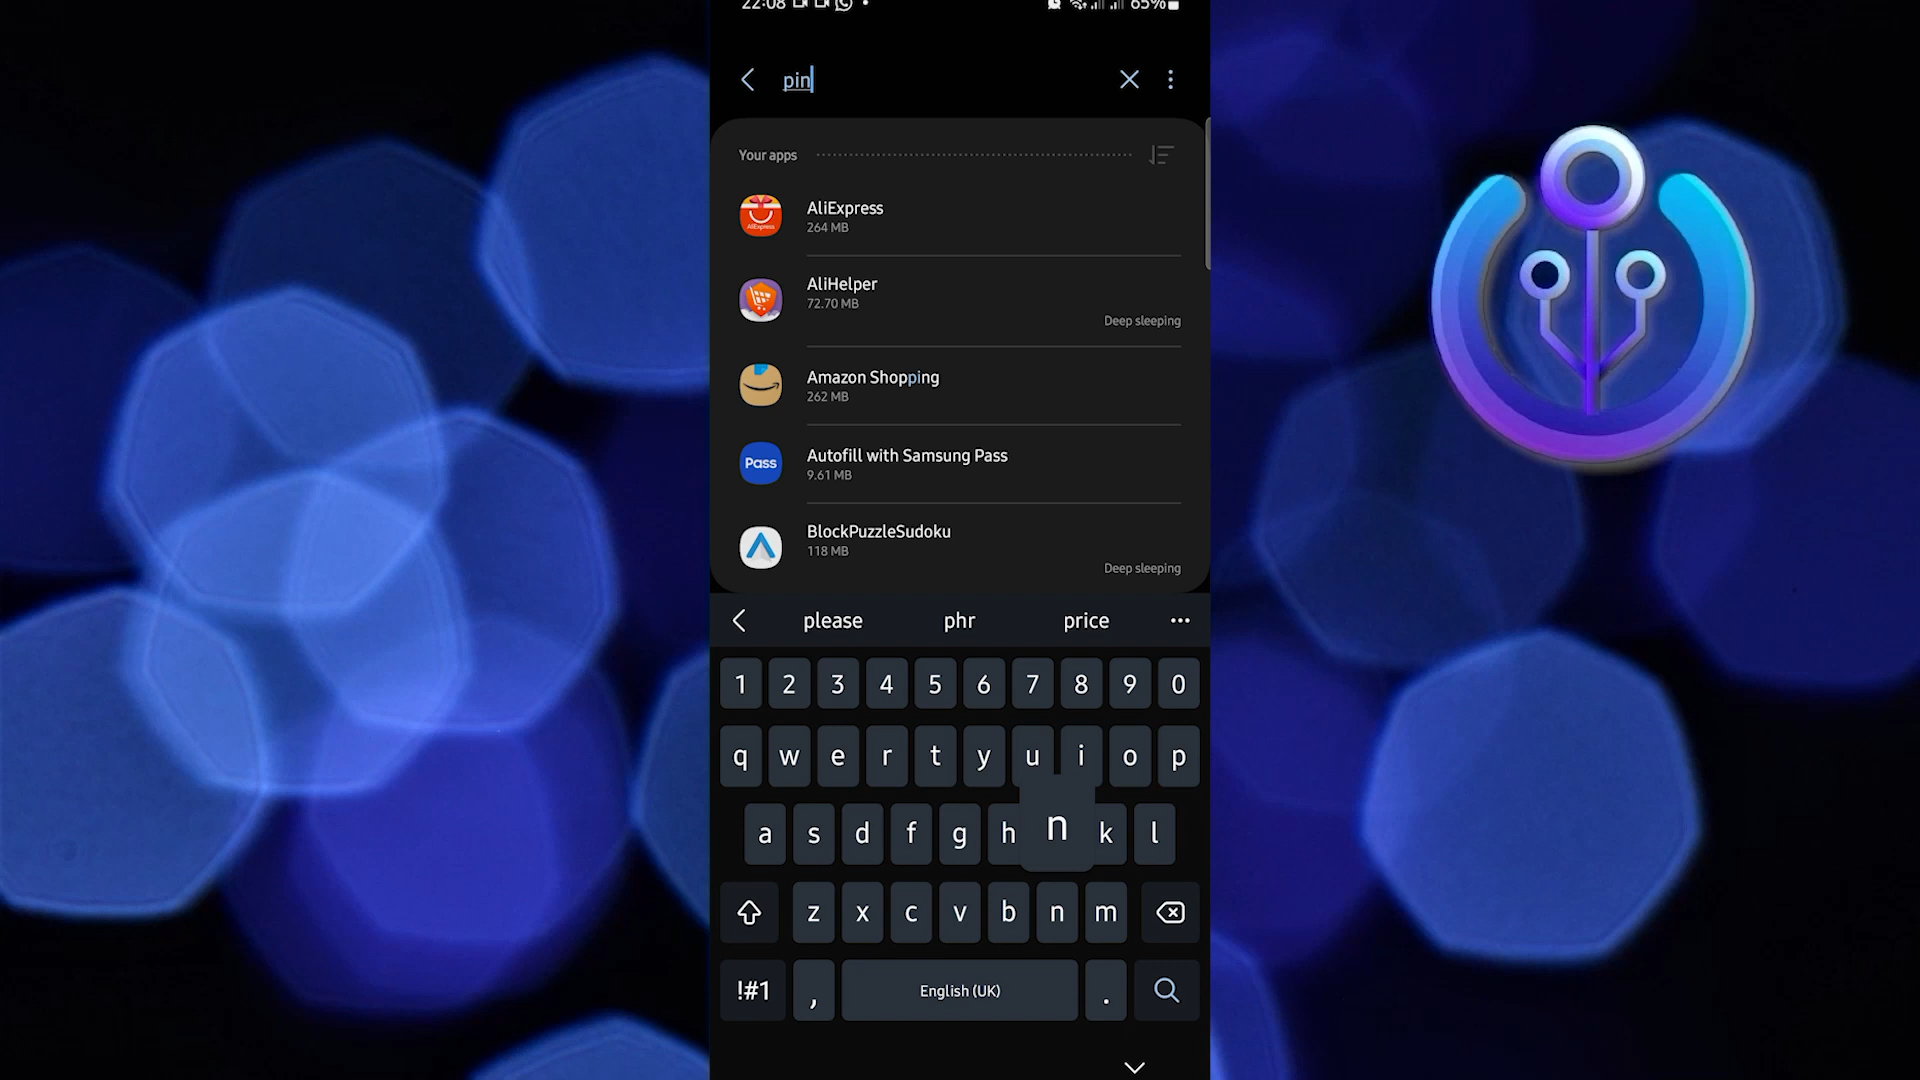 22:08 65%
pin
Your apps
AliExpress
264 MB
AliHelper
72.70 MB
Deep sleeping
Amazon Shopping
262 MB
Pass
Autofill with Samsung Pass
9.61 MB
BlockPuzzleSudoku
118 MB
Deep sleeping
please phr price
1 2 3 4 5 6 7 8 9 0
q w e r t y u i o p
a s d f g h n k l
z x c v b n m
!#1 , English (UK) .